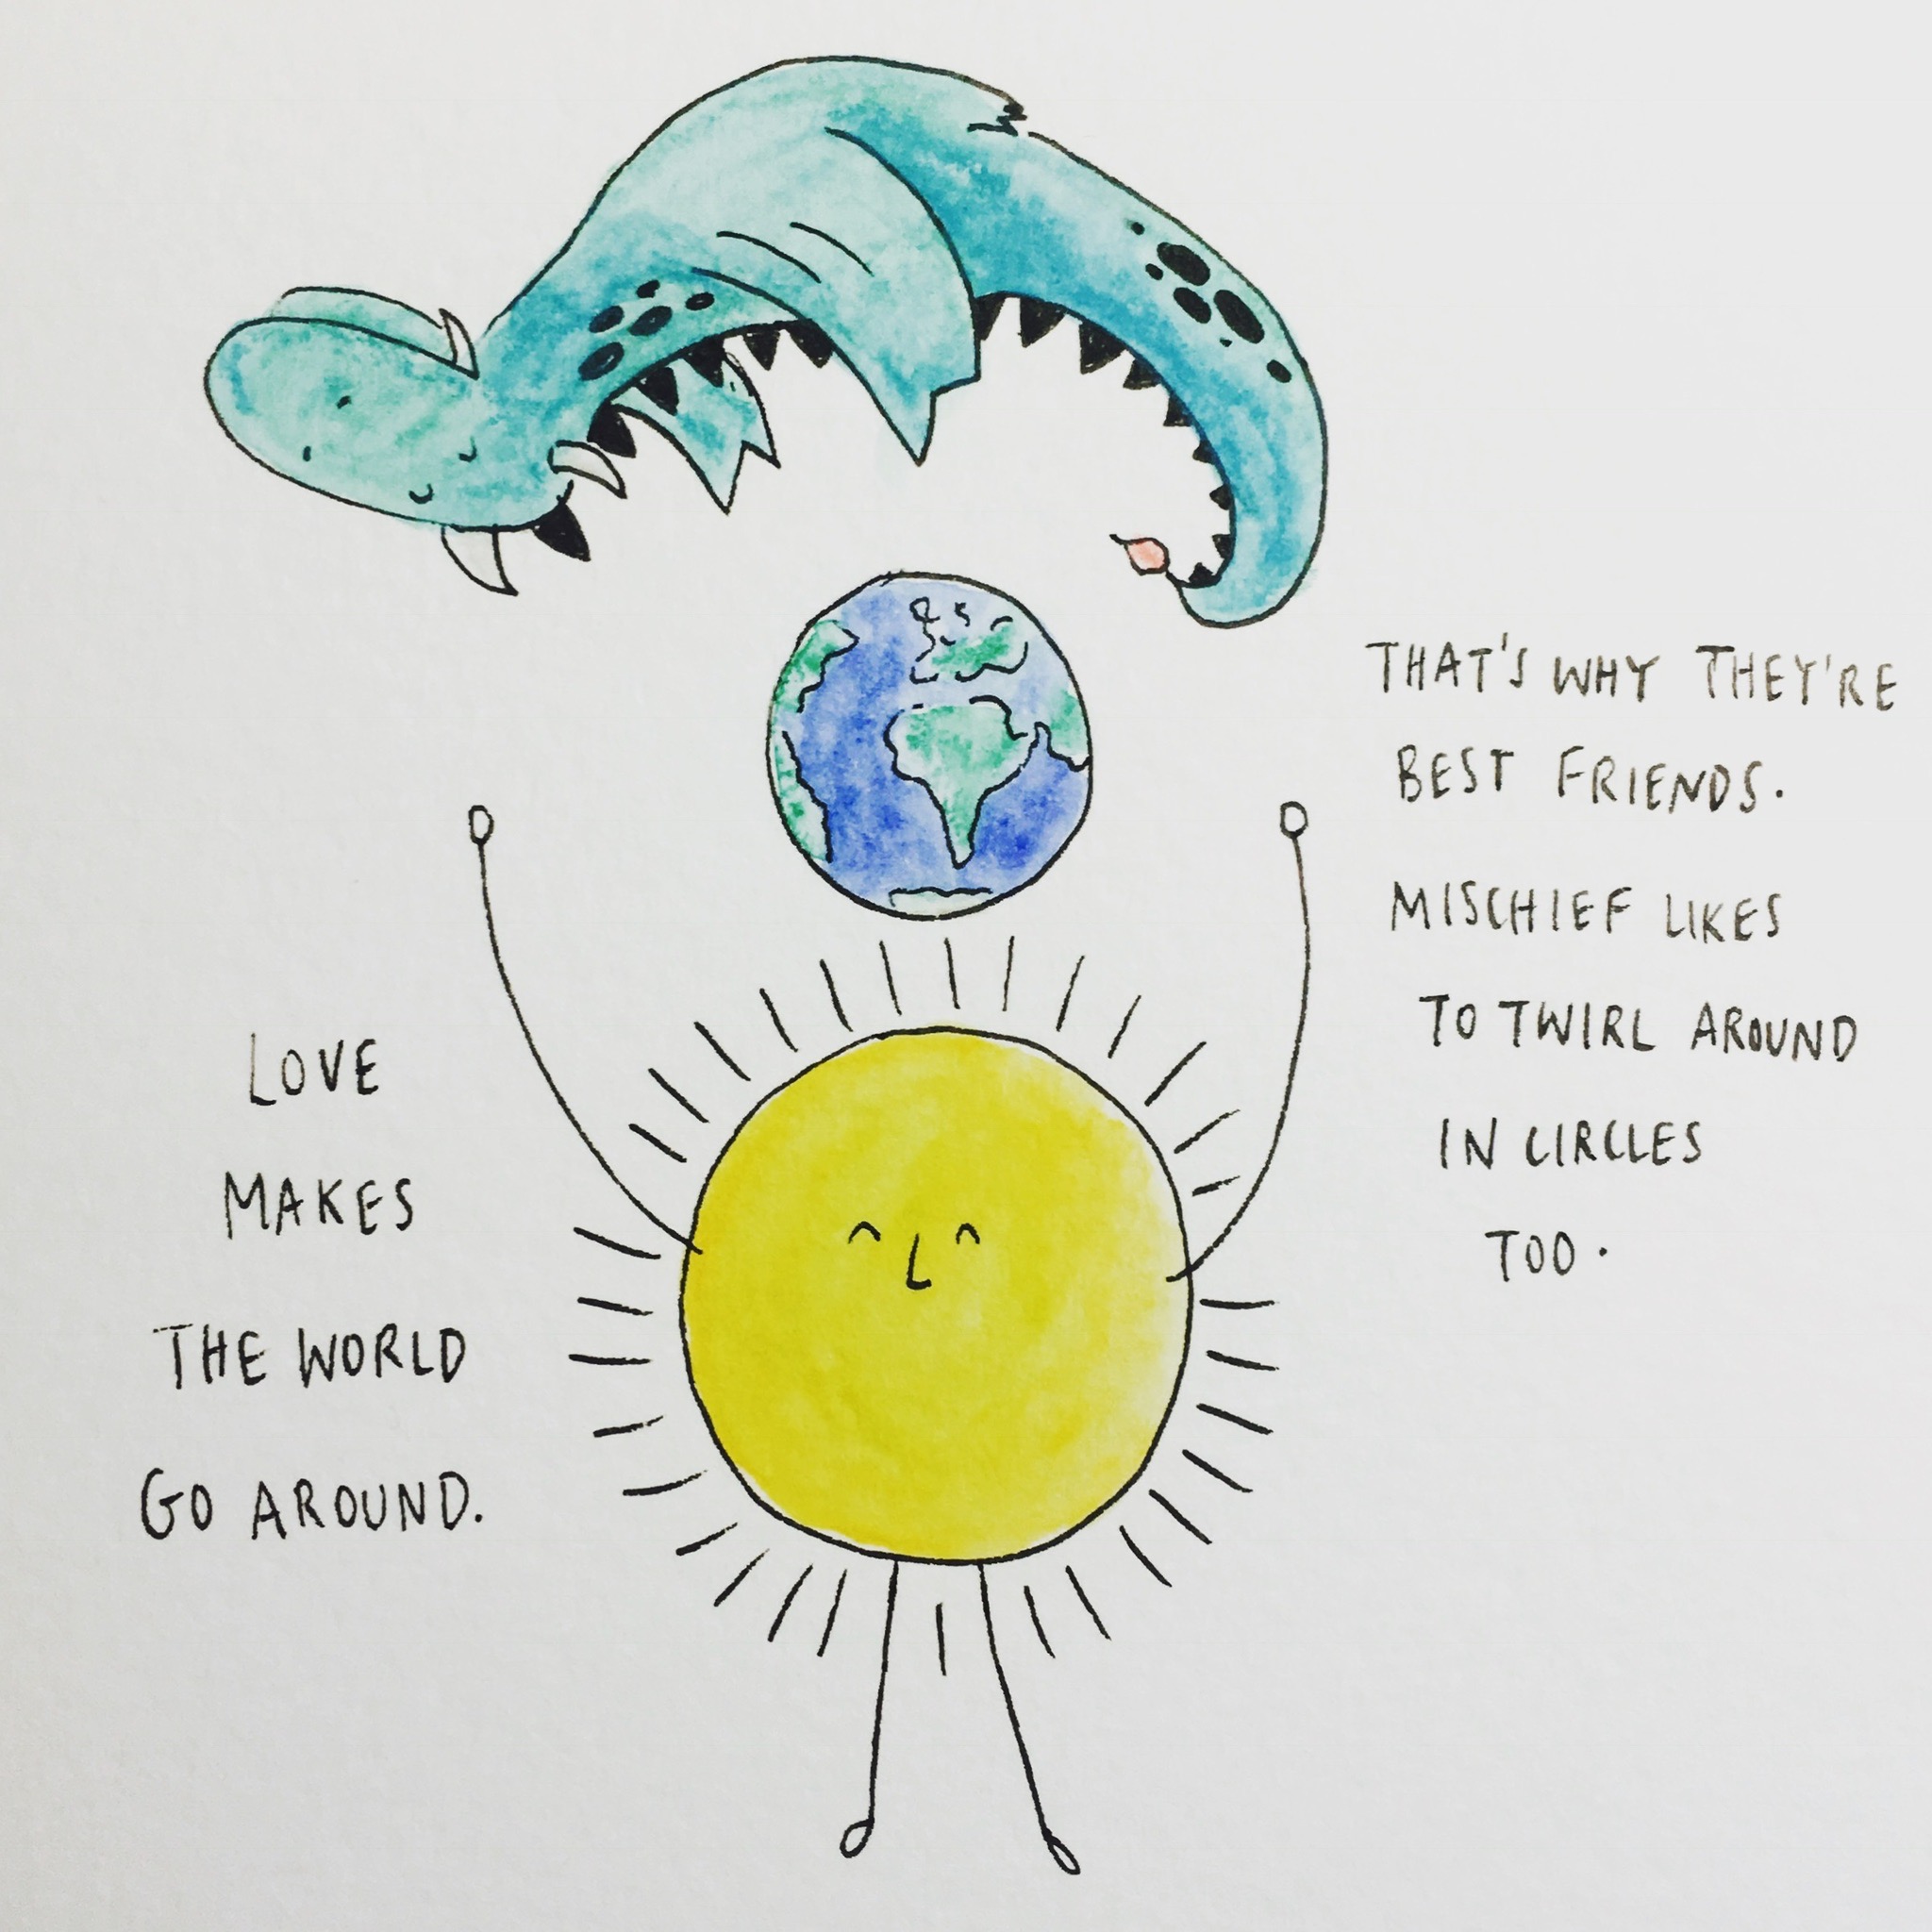 LOVE
MAKES
THE WORLD
GO AROUND.
THAT'S WHY THEY'RE
BEST FRIENDS.
MISCHIEF LIKES
TO TWIRL AROUND
IN CIRCLES
TOO.